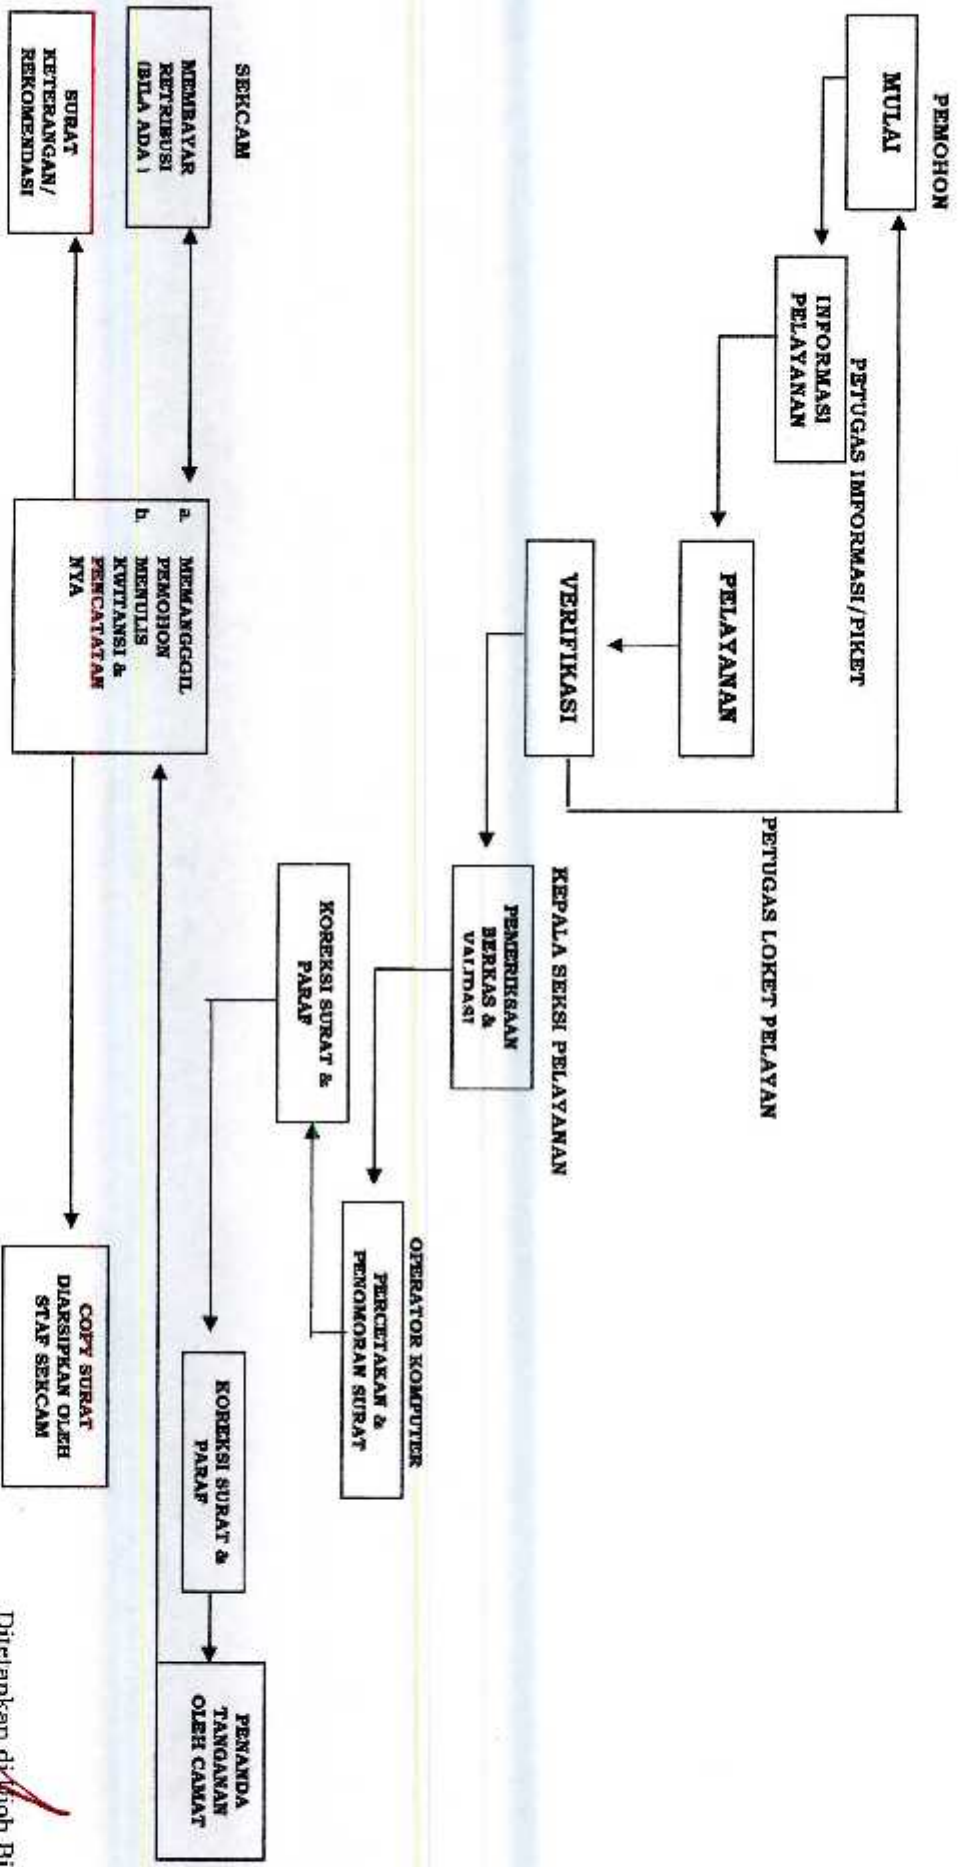 PEMOHON
MULAI
PETUGAS IMFORMASI/PIKET
INFORMASI
PELAYANAN
PELAYANAN
PETUGAS LOKET PELAYAN
VERIFIKASI
KEPALA SEKSI PELAYANAN
PEMERIKSAAN
BERKAS &
VALIDASI
OPERATOR KOMPUTER
PERCETAKAN &
PENOMORAN SURAT
KOREKSI SURAT &
PARAF
KOREKSI SURAT &
PARAF
PENANDA
TANGANAN
OLEH CAMAT
SEKCAM
MEMBAYAR
RETRIBUSI
(BILA ADA )
a. MEMANGGGIL
PEMOHON
b. MENULIS
KWITANSI &
PENCATATAN
NYA
SURAT
KETERANGAN/
REKOMENDASI
COPY SURAT
DIARSIPKAN OLEH
STAF SEKCAM